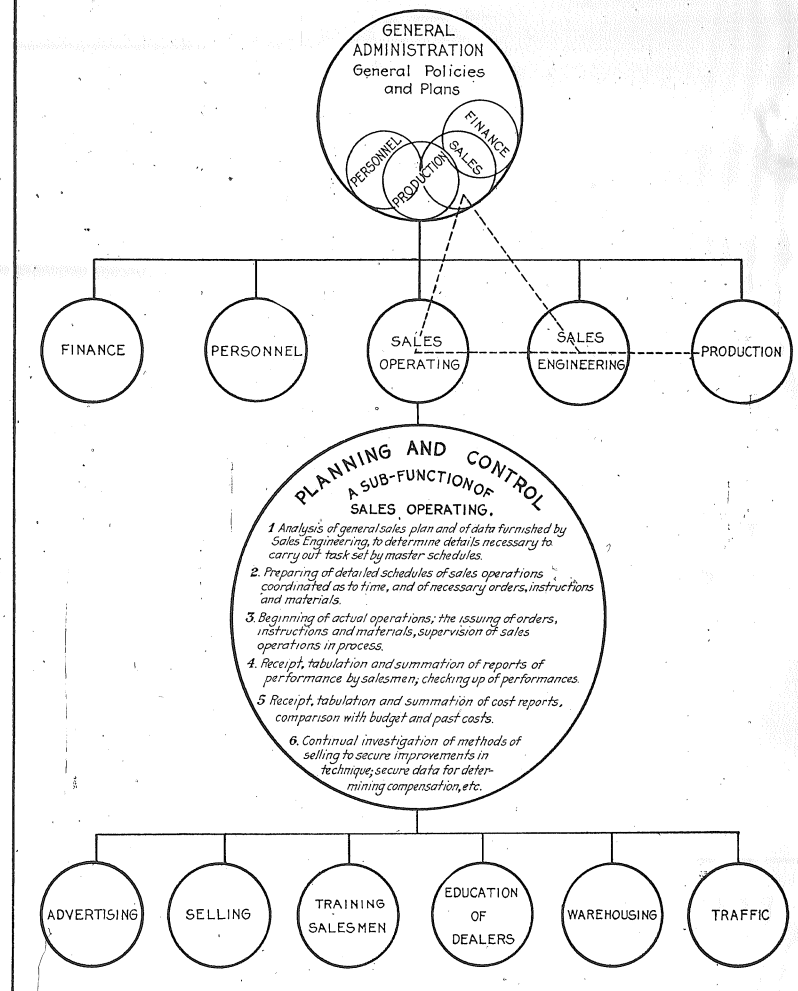 GENERAL
ADMINISTRATION
General Policies
and Plans
PERSONNEL
PRODUCTION
SALES
FINANCE
FINANCE
PERSONNEL
SALES
OPERATING
SALES
ENGINEERING
PRODUCTION
PLANNING AND CONTROL
A SUB-FUNCTION OF
SALES OPERATING.
1 Analysis of general sales plan and of data furnished by
Sales Engineering, to determine details necessary to
carry out task set by master schedules.
2. Preparing of detailed schedules of sales operations
coordinated as to time, and of necessary orders, instructions
and materials.
3. Beginning of actual operations; the issuing of orders,
instructions and materials, supervision of sales
operations in process.
4. Receipt, tabulation and summation of reports of
performance by salesmen; checking up of performances.
5 Receipt, tabulation and summation of cost reports,
comparison with budget and past costs.
6. Continual investigation of methods of
selling to secure improvements in
technique; secure data for deter-
mining compensation, etc.
ADVERTISING
SELLING
TRAINING
SALESMEN
EDUCATION
OF
DEALERS
WAREHOUSING
TRAFFIC